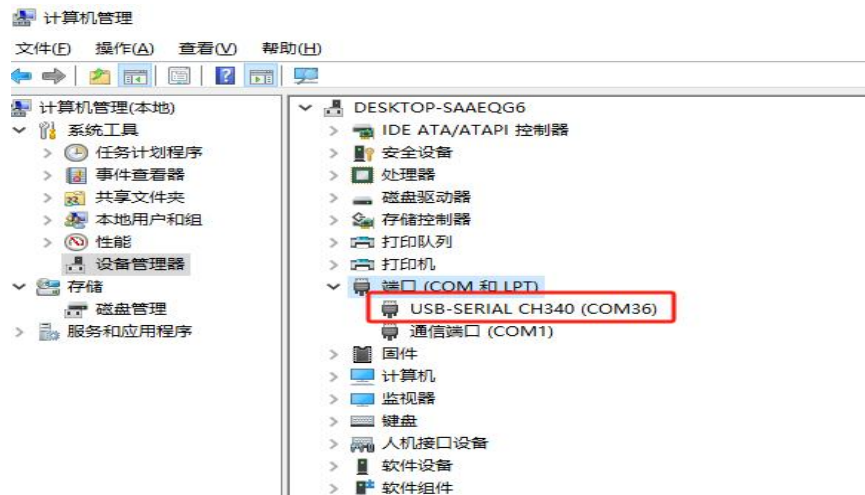 计算机管理
文件(F) 操作(A) 查看(V) 帮助(H)
计算机管理(本地)
系统工具
任务计划程序
事件查看器
共享文件夹
本地用户和组
性能
设备管理器
存储
磁盘管理
服务和应用程序
DESKTOP-SAAEQG6
IDE ATA/ATAPI 控制器
安全设备
处理器
磁盘驱动器
存储控制器
打印队列
打印机
端口 (COM 和 LPT)
USB-SERIAL CH340 (COM36)
通信端口 (COM1)
固件
计算机
监视器
键盘
人机接口设备
软件设备
软件组件